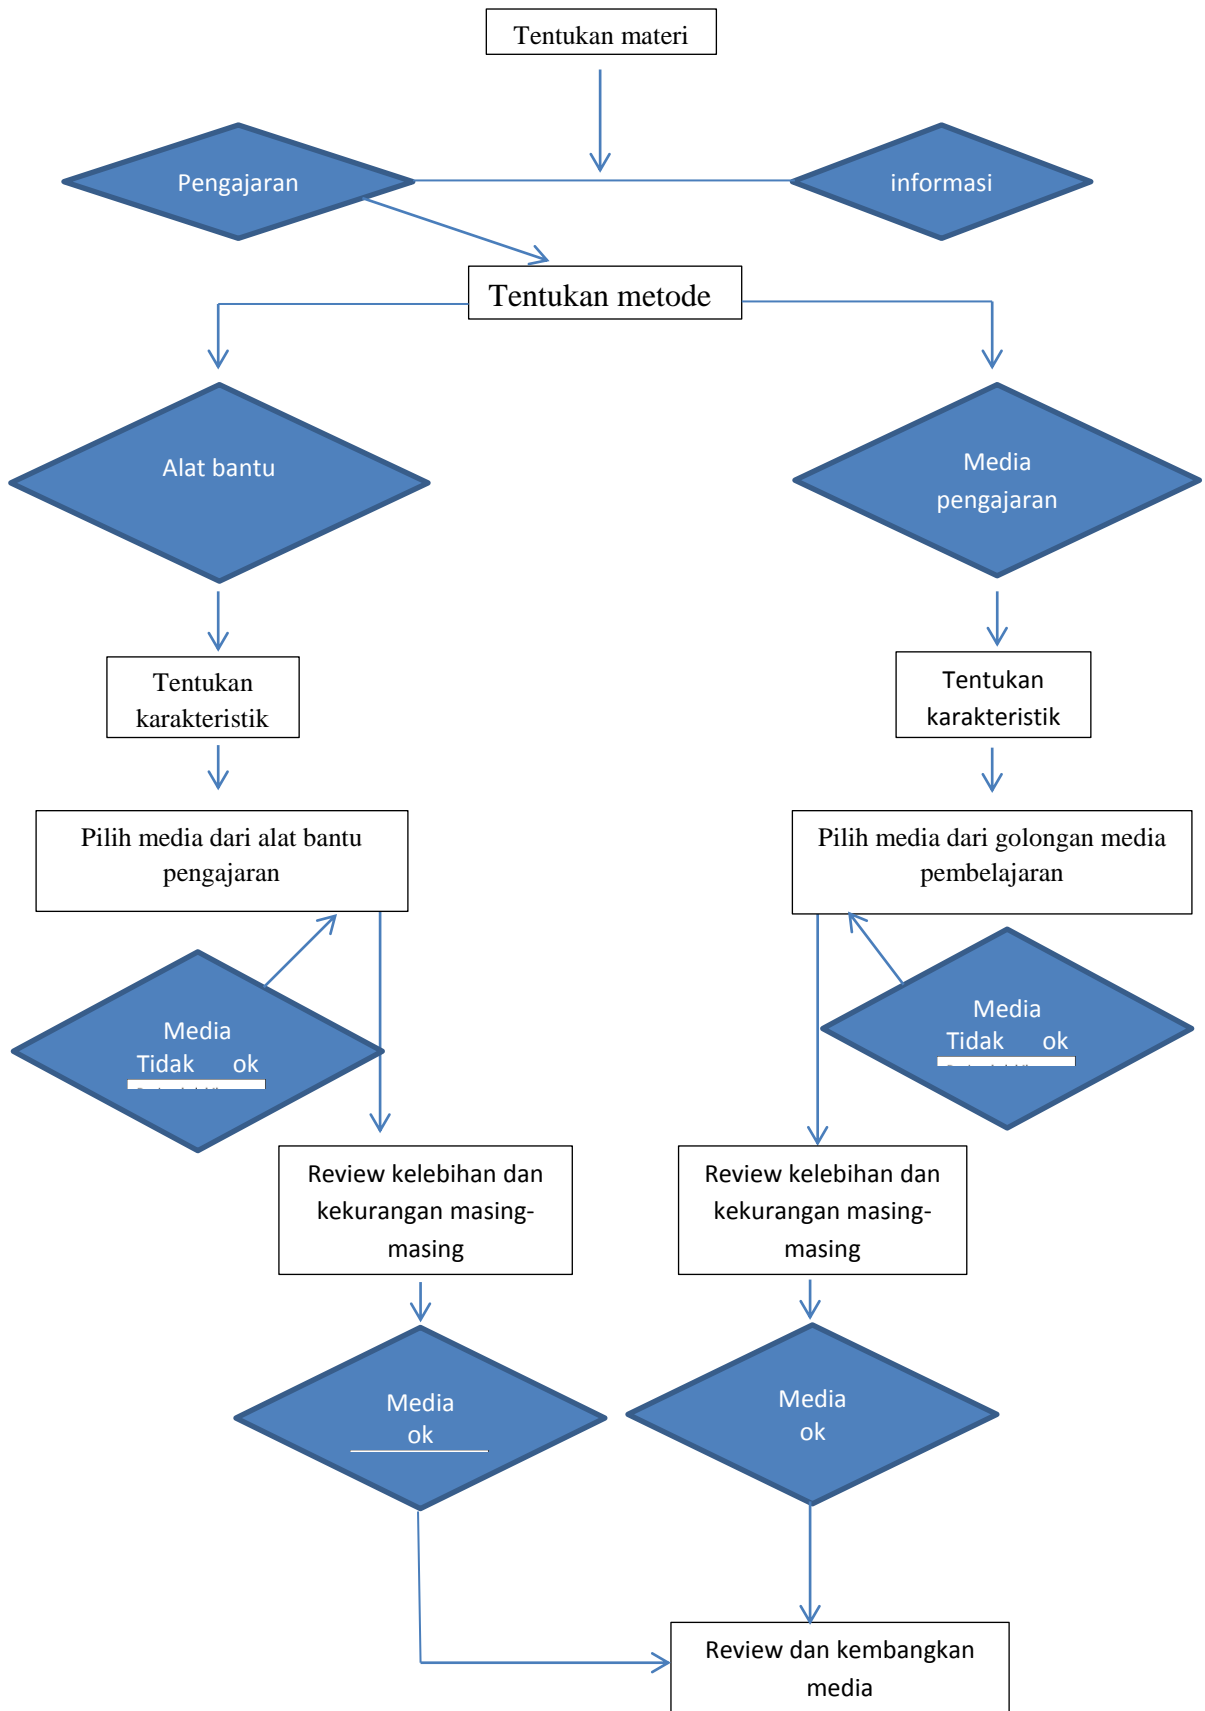 Tentukan materi
Pengajaran
informasi
Tentukan metode
Alat bantu
Media
pengajaran
Tentukan
karakteristik
Tentukan
karakteristik
Pilih media dari alat bantu
pengajaran
Pilih media dari golongan media
pembelajaran
Media
Tidak ok
Media
Tidak ok
Review kelebihan dan
kekurangan masing-
masing
Review kelebihan dan
kekurangan masing-
masing
Media
ok
Media
ok
Review dan kembangkan
media